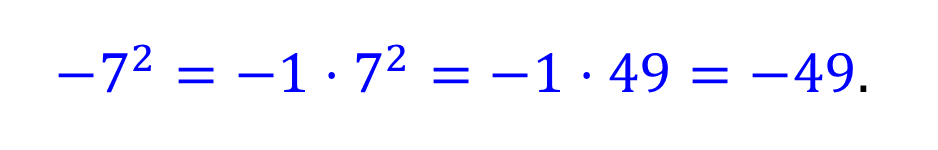 −7² = −1 · 7² = −1 · 49 = −49.